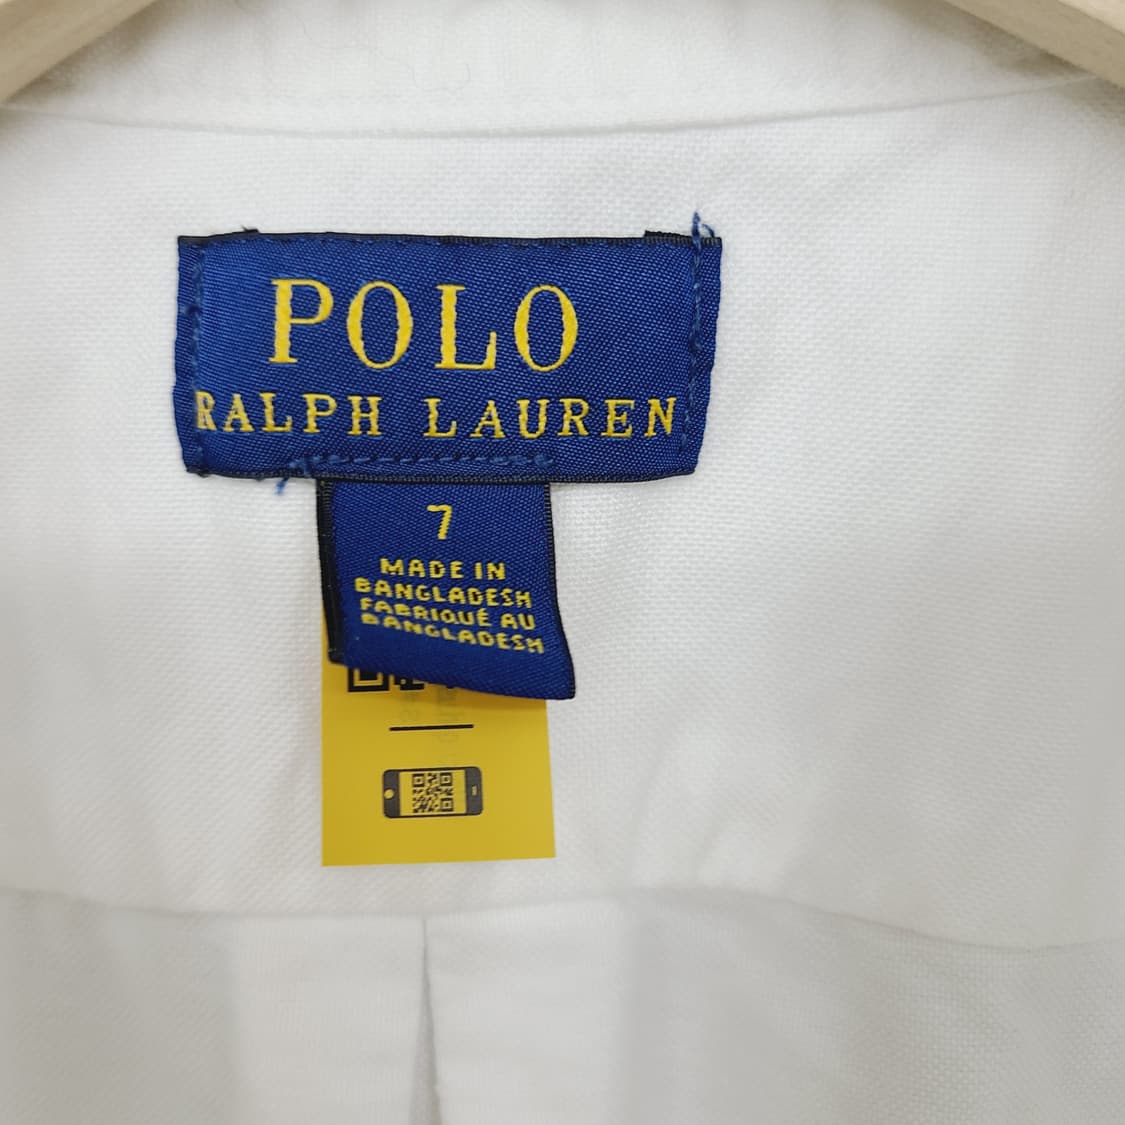 POLO
RALPH LAUREN
7
MADE IN
BANGLADESH
FABRIQUÉ AU
BANGLADESH